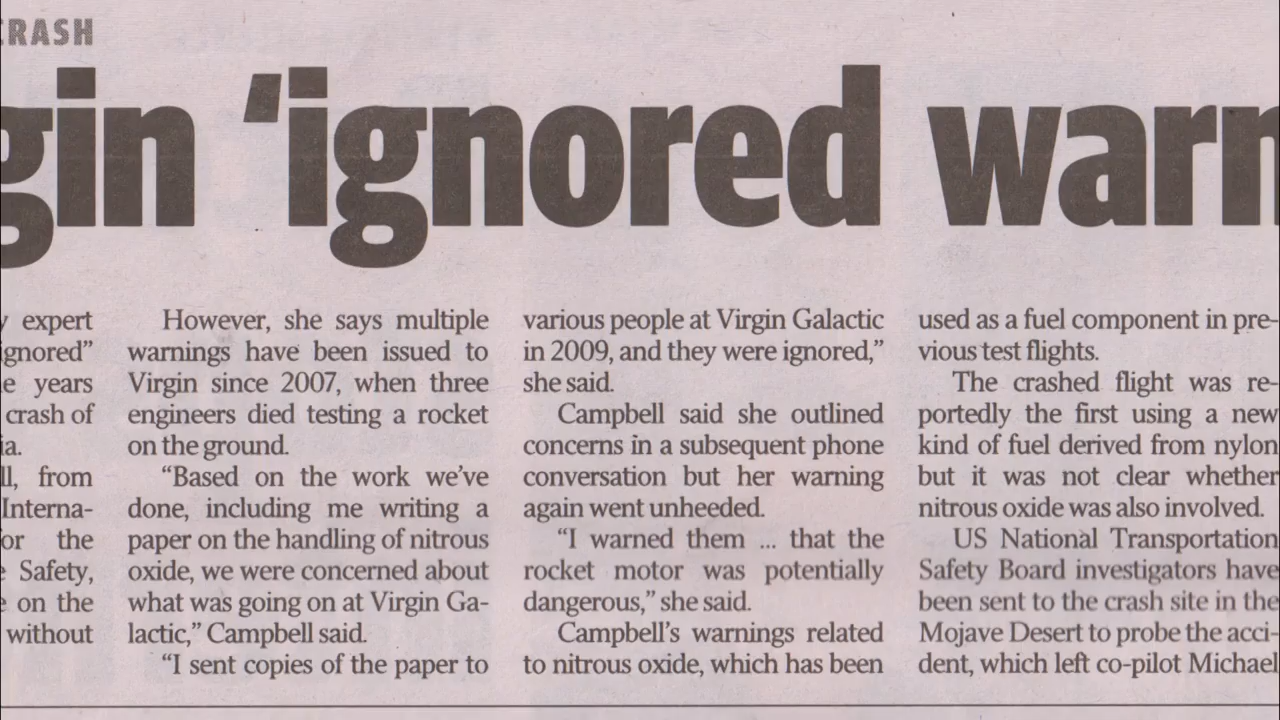 CRASH
gin ‘ignored warn
y expert
ignored”
e years
crash of
ia.
ll, from
Interna-
or the
e Safety,
e on the
without
However, she says multiple
warnings have been issued to
Virgin since 2007, when three
engineers died testing a rocket
on the ground.
“Based on the work we’ve
done, including me writing a
paper on the handling of nitrous
oxide, we were concerned about
what was going on at Virgin Ga-
lactic,” Campbell said.
“I sent copies of the paper to
various people at Virgin Galactic
in 2009, and they were ignored,”
she said.
Campbell said she outlined
concerns in a subsequent phone
conversation but her warning
again went unheeded.
“I warned them ... that the
rocket motor was potentially
dangerous,” she said.
Campbell’s warnings related
to nitrous oxide, which has been
used as a fuel component in pre-
vious test flights.
The crashed flight was re-
portedly the first using a new
kind of fuel derived from nylon
but it was not clear whether
nitrous oxide was also involved.
US National Transportation
Safety Board investigators have
been sent to the crash site in the
Mojave Desert to probe the acci-
dent, which left co-pilot Michael